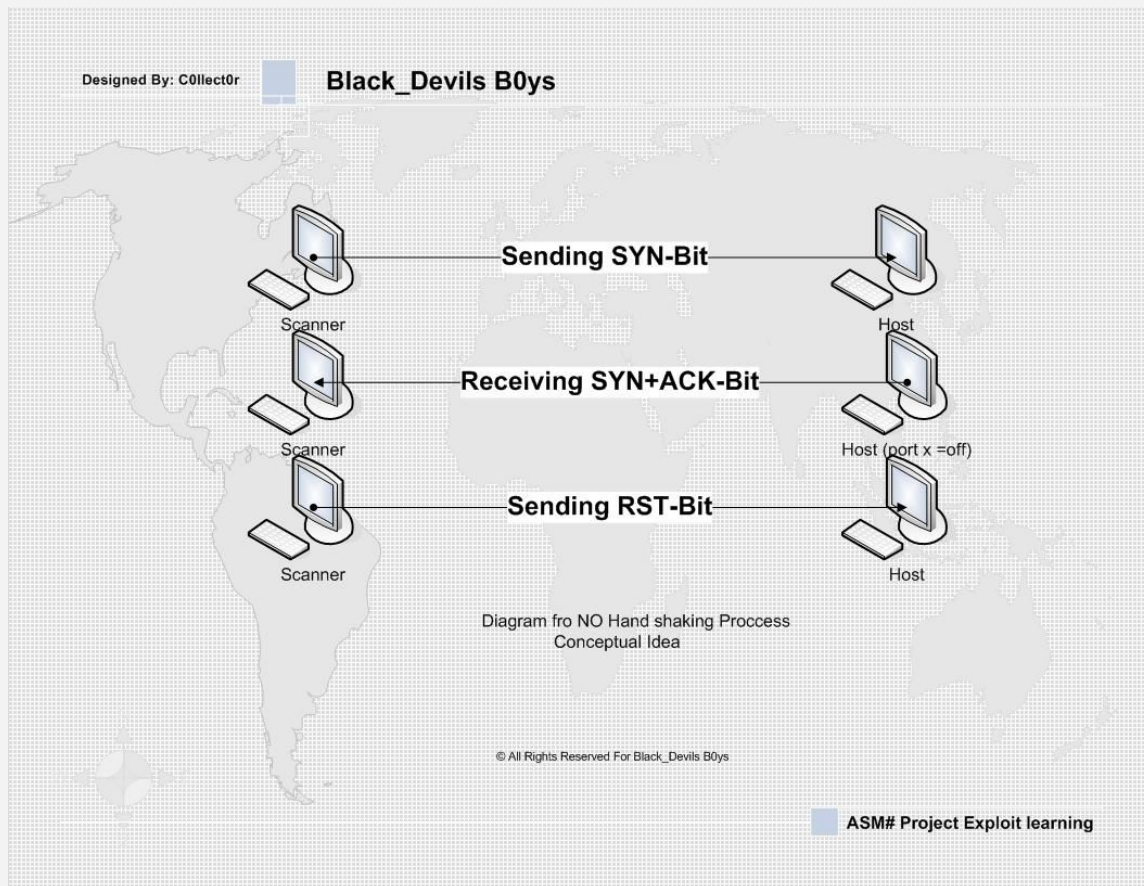 Designed By: C0llect0r
Black_Devils B0ys
Sending SYN-Bit
Scanner
Host
Receiving SYN+ACK-Bit
Scanner
Host (port x =off)
Sending RST-Bit
Scanner
Host
Diagram fro NO Hand shaking Proccess
Conceptual Idea
© All Rights Reserved For Black_Devils B0ys
ASM# Project Exploit learning